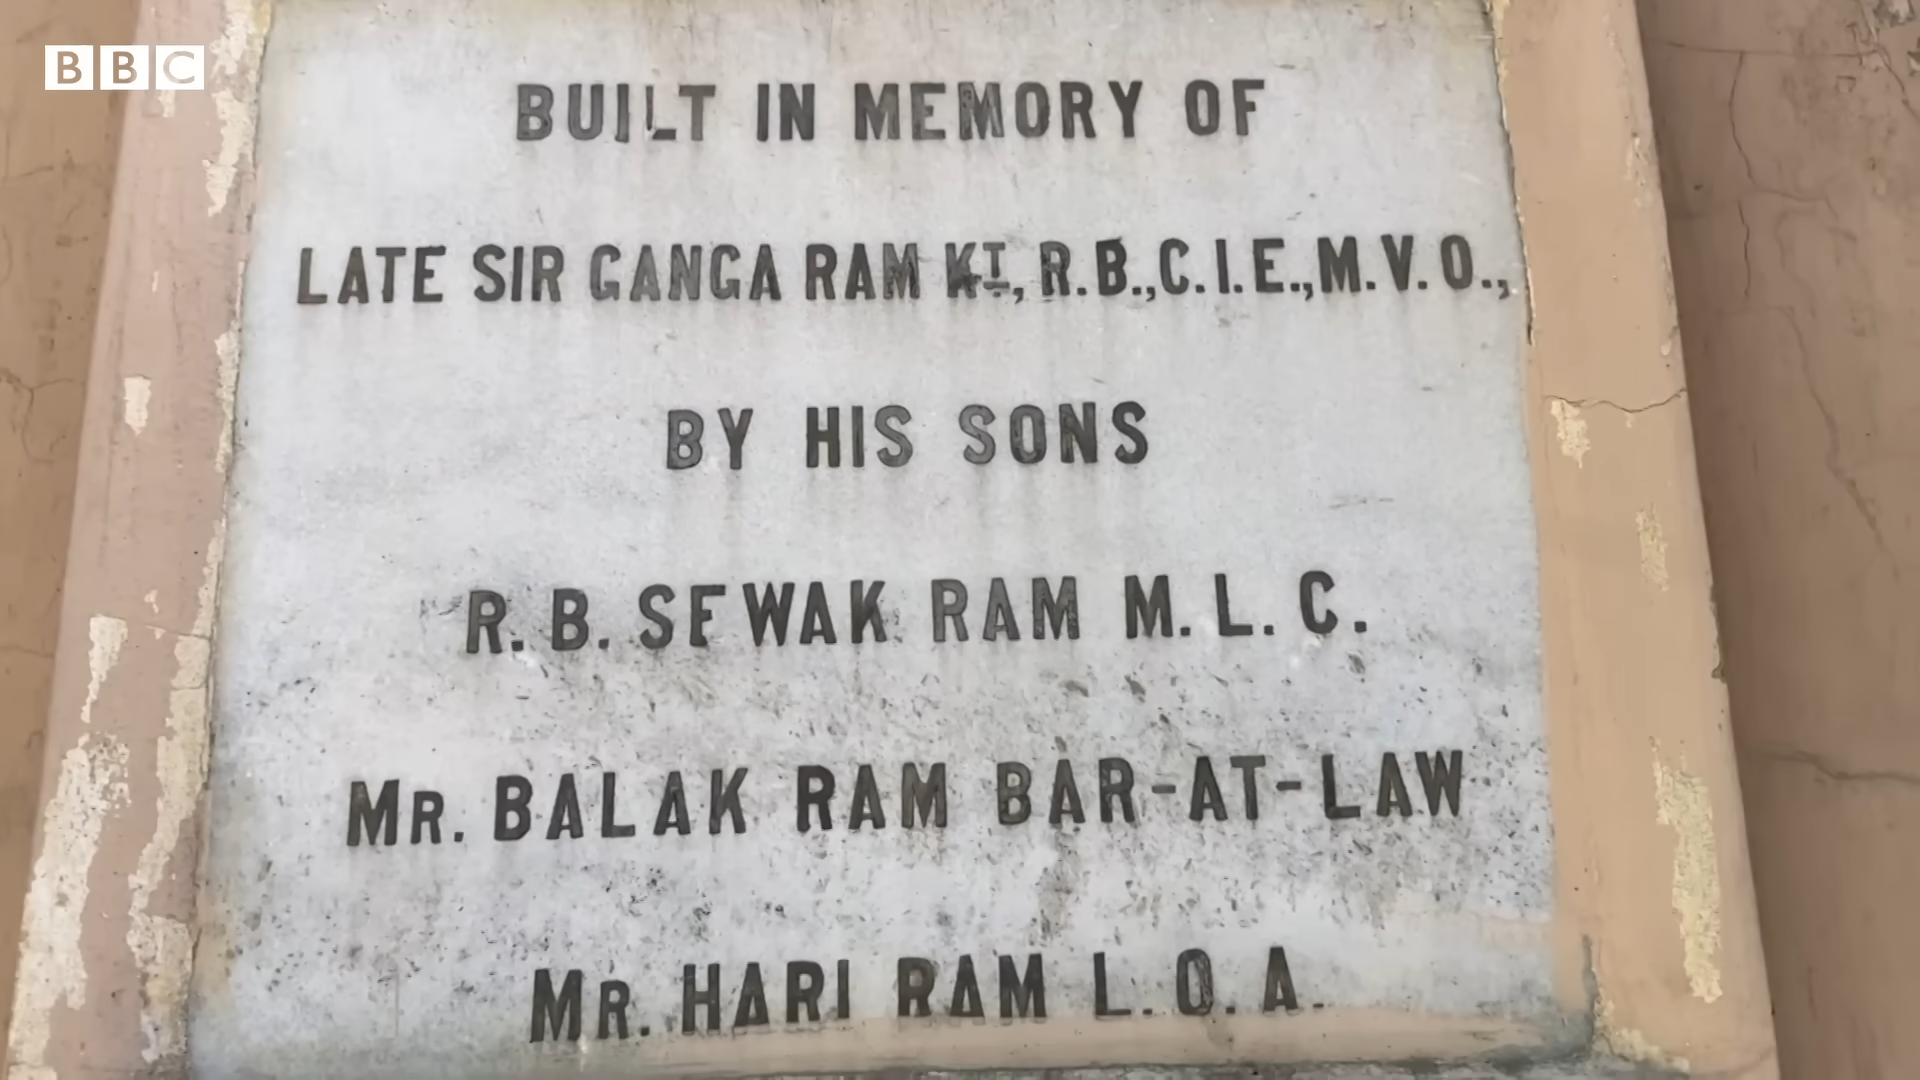 BBC
BUILT IN MEMORY OF
LATE SIR GANGA RAM KT, R.B.,C.I.E.,M.V.O.,
BY HIS SONS
R.B. SEWAK RAM M.L.C.
MR. BALAK RAM BAR-AT-LAW
MR. HARI RAM L.O.A.